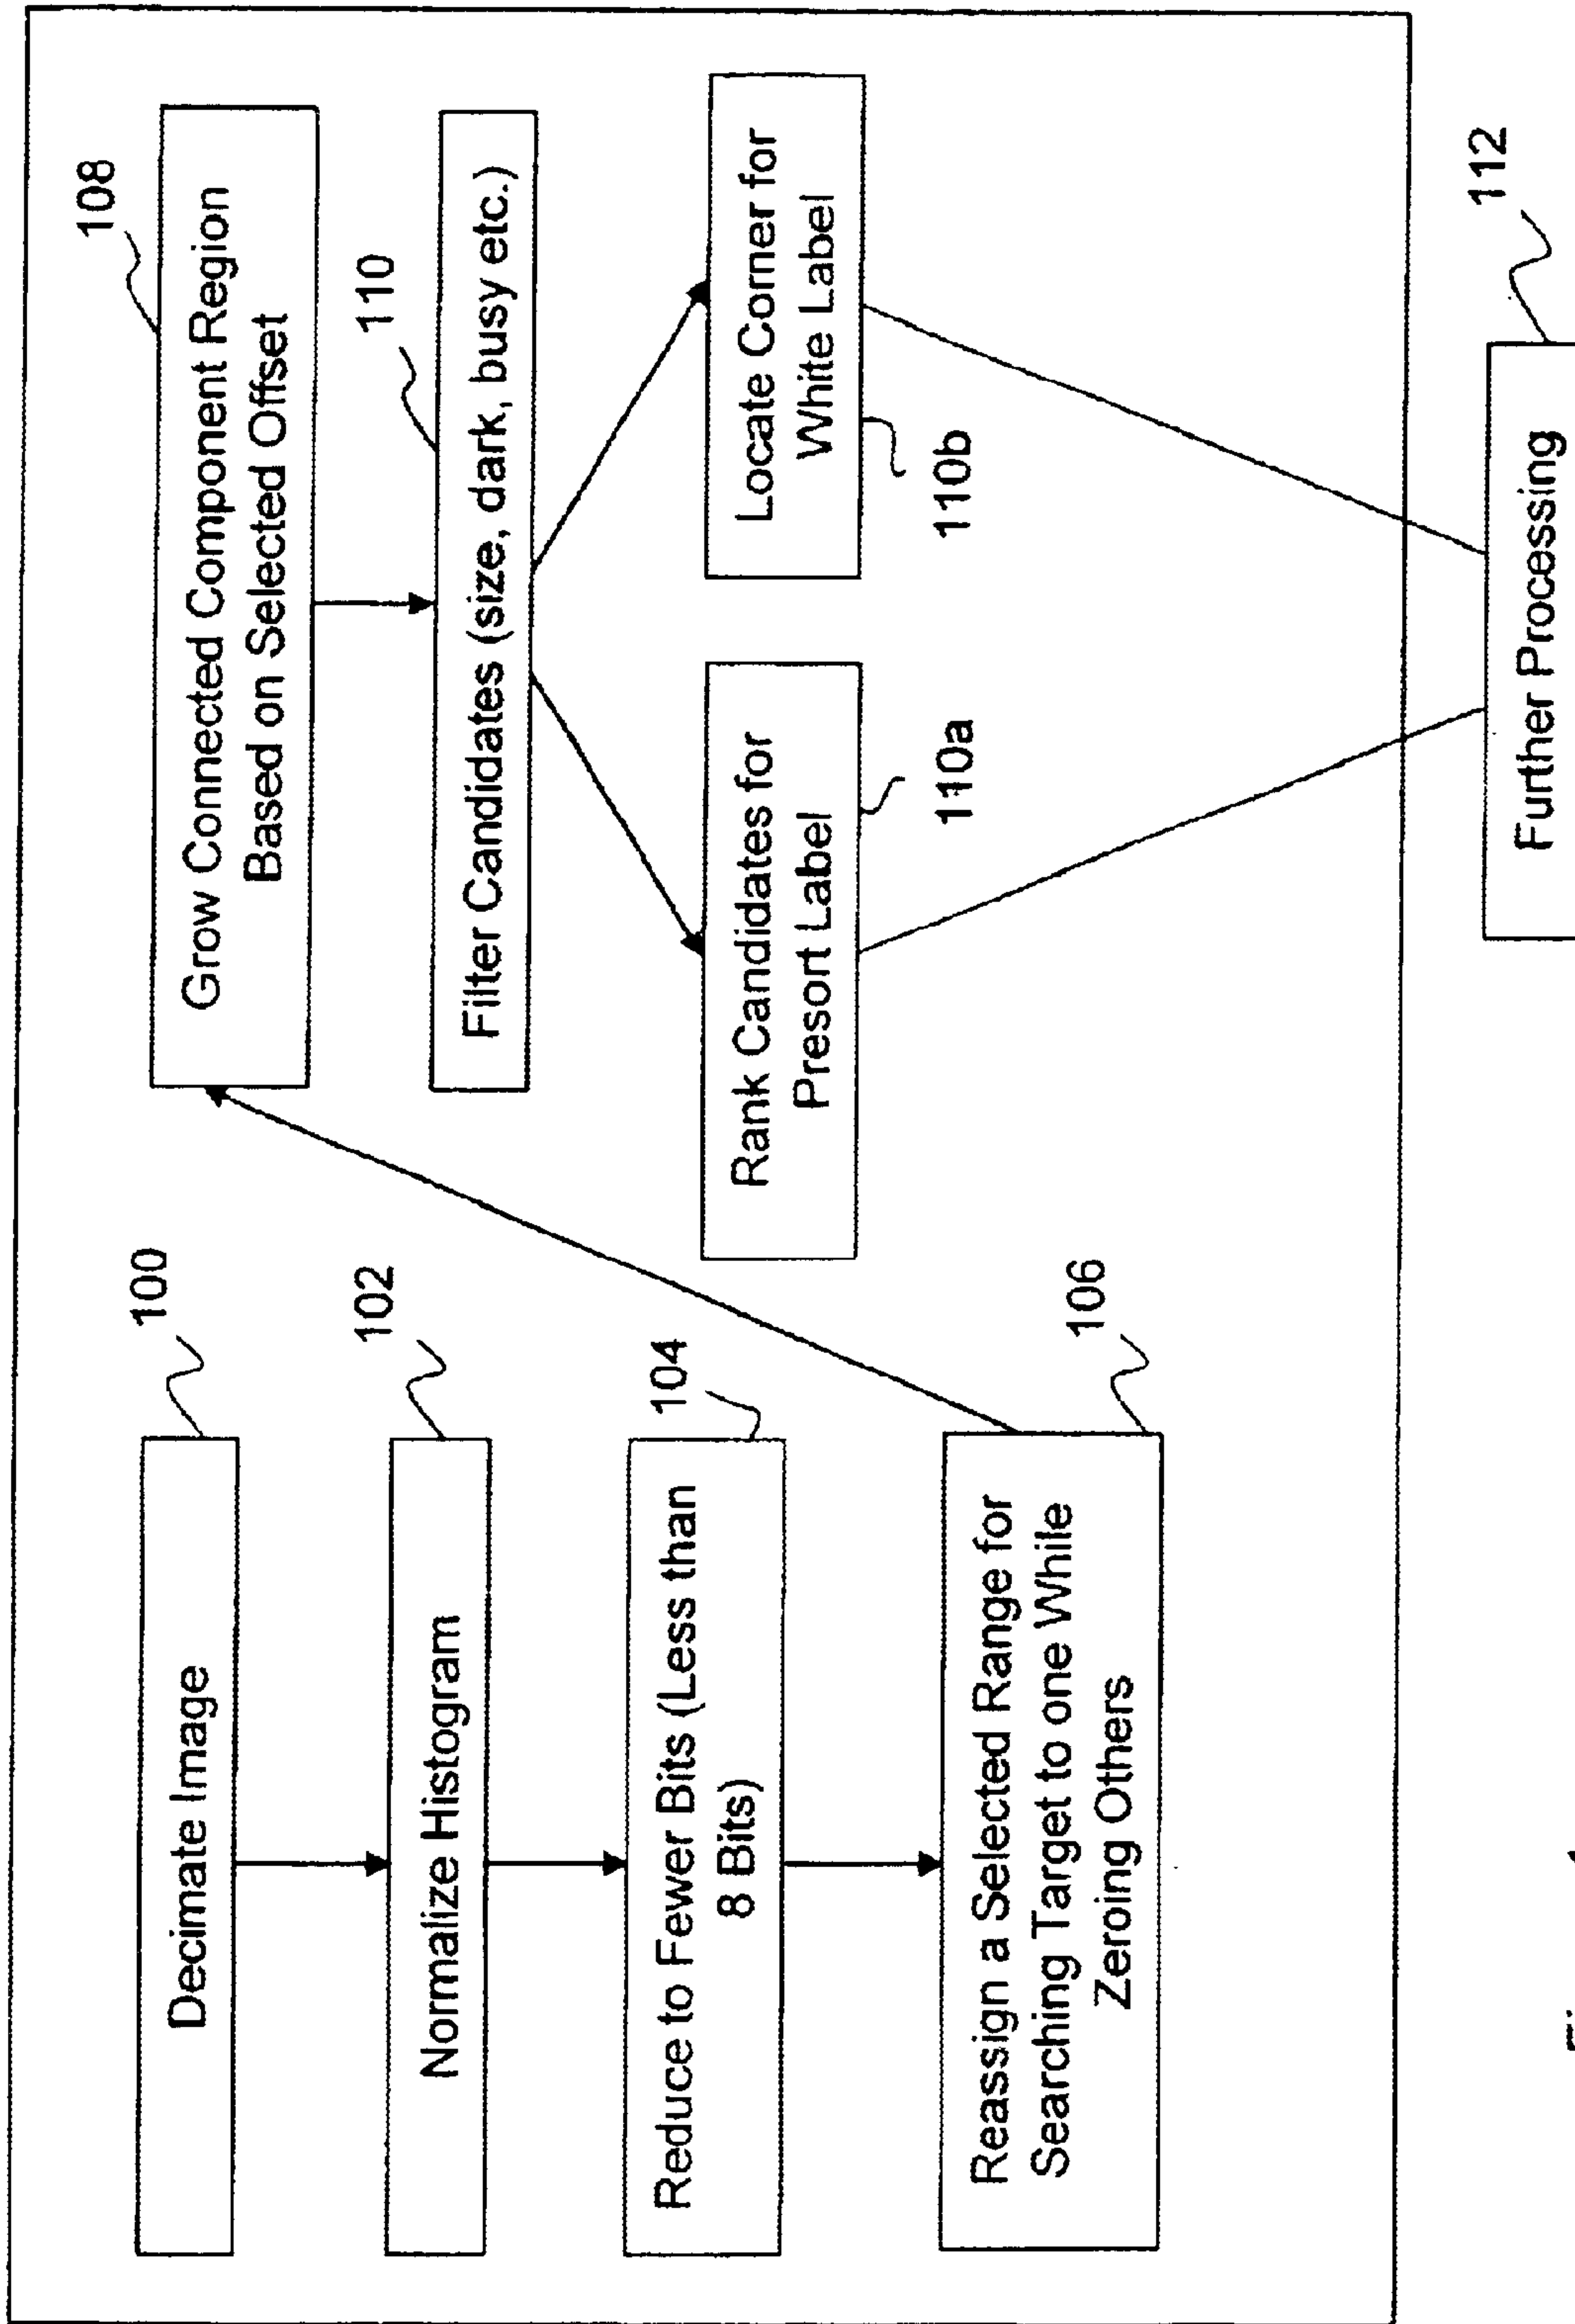 100
Decimate Image
102
Normalize Histogram
104
Reduce to Fewer Bits (Less than
8 Bits)
106
Reassign a Selected Range for
Searching Target to one While
Zeroing Others
108
Grow Connected Component Region
Based on Selected Offset
110
Filter Candidates (size, dark, busy etc.)
Rank Candidates for
Presort Label
110a
Locate Corner for
White Label
110b
112
Further Processing